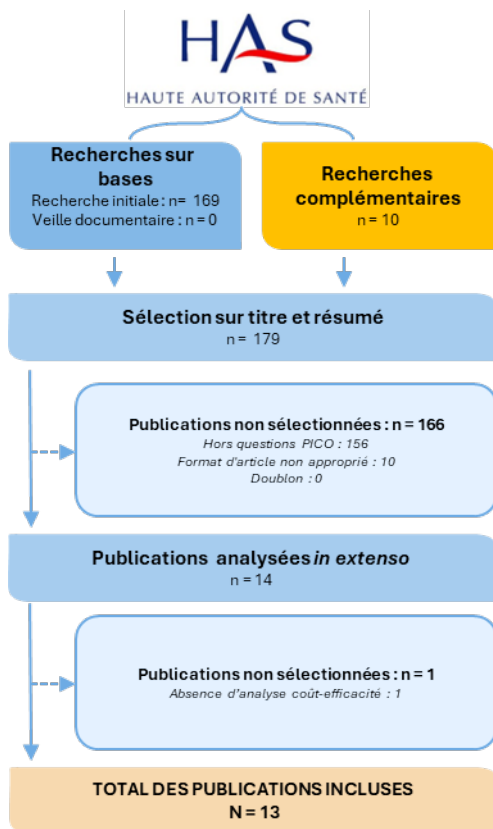 HAS
HAUTE AUTORITÉ DE SANTÉ
Recherches sur
bases
Recherche initiale : n= 169
Veille documentaire : n = 0
Recherches
complémentaires
n = 10
Sélection sur titre et résumé
n = 179
Publications non sélectionnées : n = 166
Hors questions PICO : 156
Format d'article non approprié : 10
Doublon : 0
Publications analysées in extenso
n = 14
Publications non sélectionnées : n = 1
Absence d'analyse coût-efficacité : 1
TOTAL DES PUBLICATIONS INCLUSES
N = 13